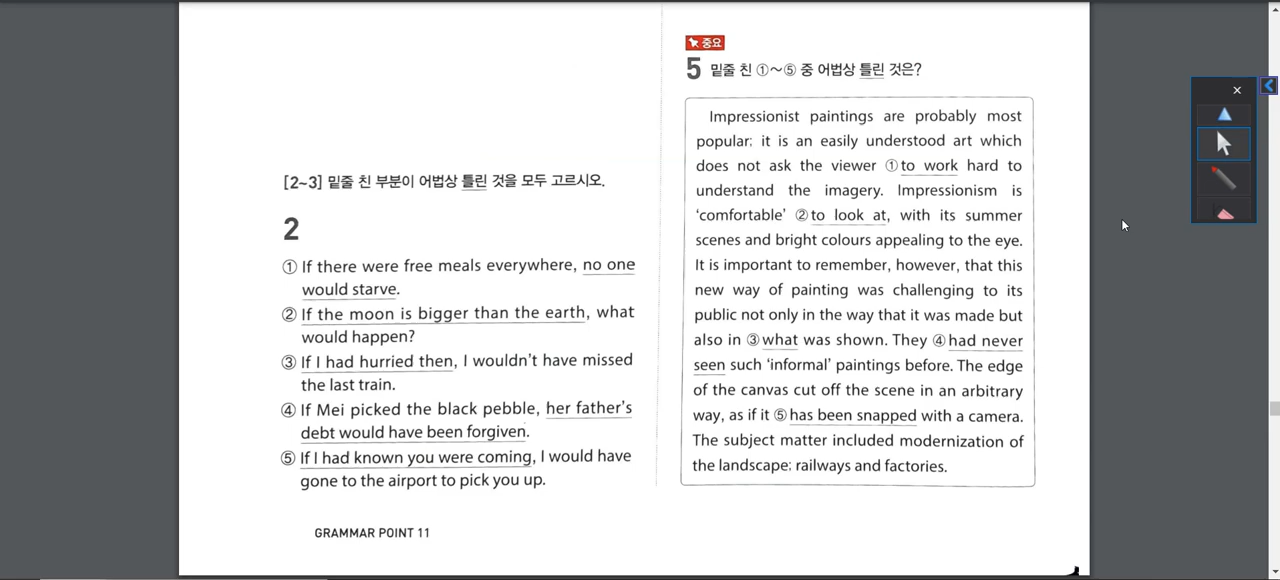 [2~3] 밑줄 친 부분이 어법상 틀린 것을 모두 고르시오.
2
① If there were free meals everywhere, no one
would starve.
② If the moon is bigger than the earth, what
would happen?
③ If I had hurried then, I wouldn't have missed
the last train.
④ If Mei picked the black pebble, her father's
debt would have been forgiven.
⑤ If I had known you were coming, I would have
gone to the airport to pick you up.
GRAMMAR POINT 11
중요
5 밑줄 친 ①~⑤ 중 어법상 틀린 것은?
Impressionist paintings are probably most
popular; it is an easily understood art which
does not ask the viewer ① to work hard to
understand the imagery. Impressionism is
‘comfortable’ ② to look at, with its summer
scenes and bright colours appealing to the eye.
It is important to remember, however, that this
new way of painting was challenging to its
public not only in the way that it was made but
also in ③ what was shown. They ④ had never
seen such ‘informal’ paintings before. The edge
of the canvas cut off the scene in an arbitrary
way, as if it ⑤ has been snapped with a camera.
The subject matter included modernization of
the landscape; railways and factories.